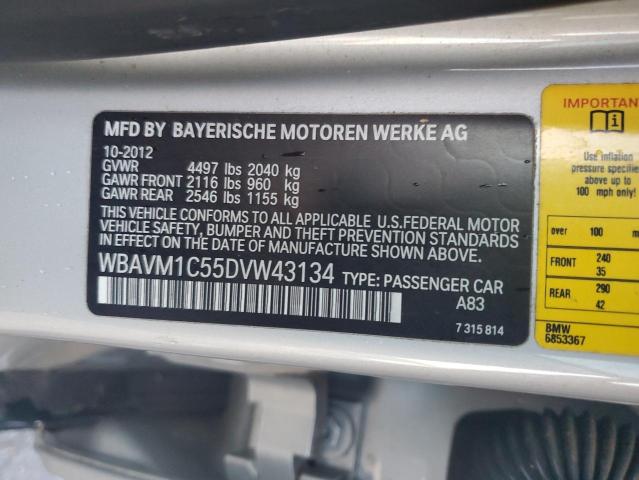 MFD BY BAYERISCHE MOTOREN WERKE AG
10-2012
GVWR 4497 lbs 2040 kg
GAWR FRONT 2116 lbs 960 kg
GAWR REAR 2546 lbs 1155 kg
THIS VEHICLE CONFORMS TO ALL APPLICABLE U.S.FEDERAL MOTOR
VEHICLE SAFETY, BUMPER AND THEFT PREVENTION STANDARDS
IN EFFECT ON THE DATE OF MANUFACTURE SHOWN ABOVE.
WBAVM1C55DVW43134 TYPE: PASSENGER CAR
A83
7 315 814
IMPORTAN
Use inflation
pressure specifie
above up to
100 mph only!
over 100 m
FRONT 240
35
REAR 290
42
BMW
6853367